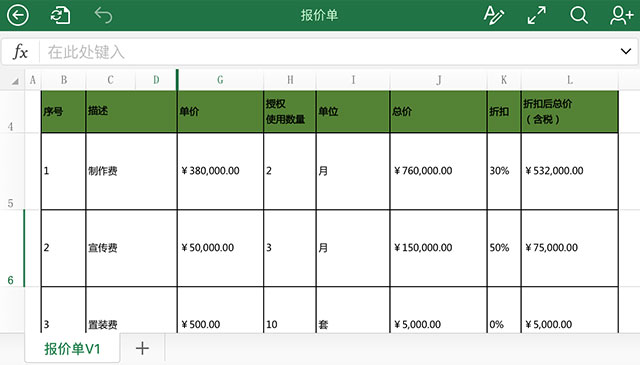 报价单
fx 在此处键入
A B C D G H I J K L
4 序号 描述 单价 授权 使用数量 单位 总价 折扣 折扣后总价 （含税）
5 1 制作费 ￥380,000.00 2 月 ￥760,000.00 30% ￥532,000.00
6 2 宣传费 ￥50,000.00 3 月 ￥150,000.00 50% ￥75,000.00
3 置装费 ￥500.00 10 套 ￥5,000.00 0% ￥5,000.00
报价单V1